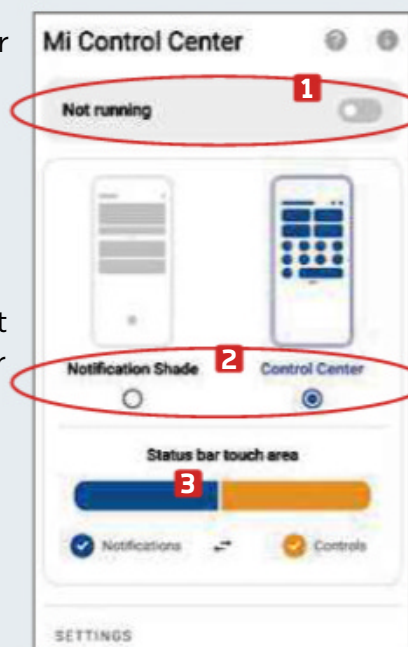 r
Mi Control Center
1
Not running
t
Notification Shade
2
Control Center
r
Status bar touch area
3
Notifications
Controls
SETTINGS